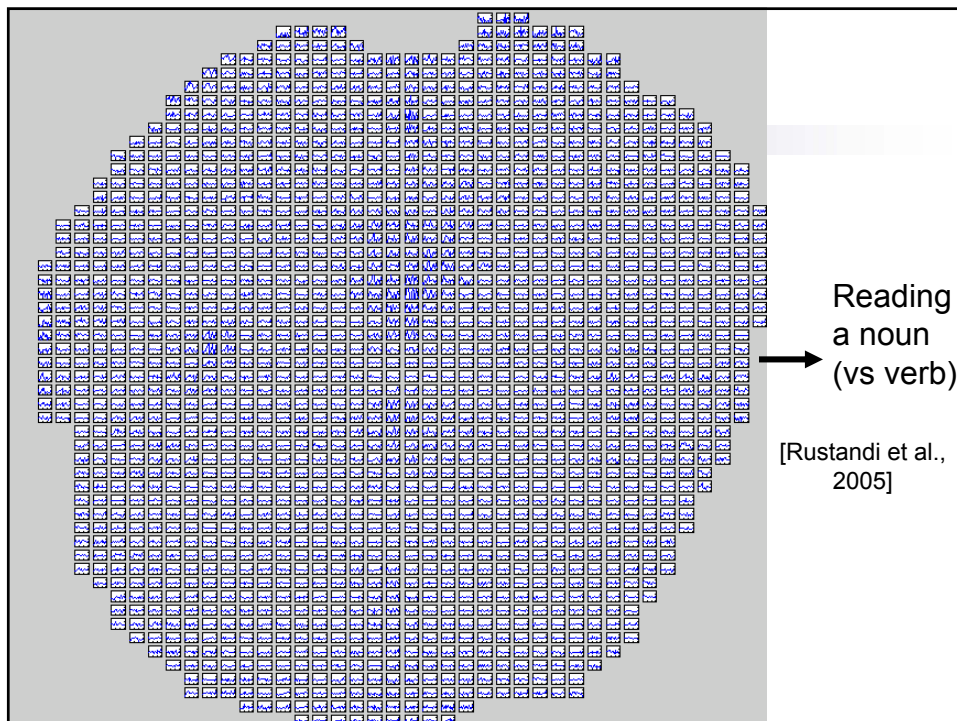 Reading
a noun
(vs verb)
[Rustandi et al.,
2005]